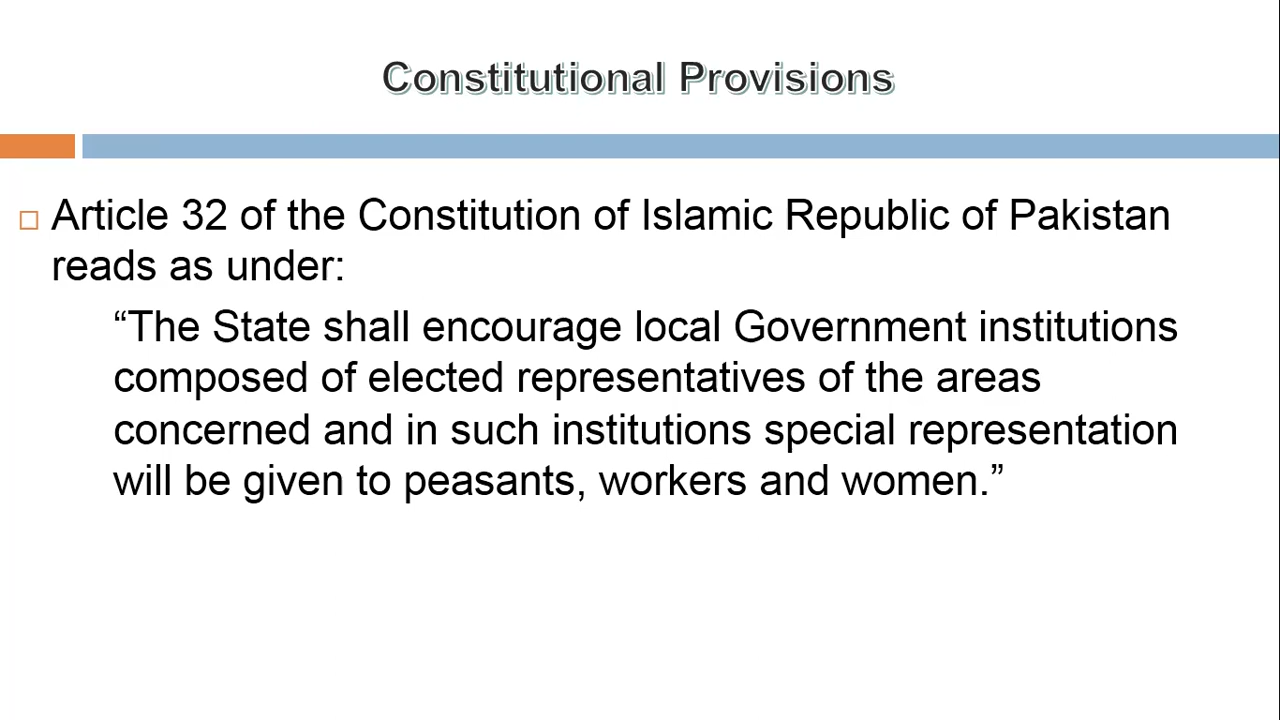 Constitutional Provisions
Article 32 of the Constitution of Islamic Republic of Pakistan
reads as under:
“The State shall encourage local Government institutions
composed of elected representatives of the areas
concerned and in such institutions special representation
will be given to peasants, workers and women.”